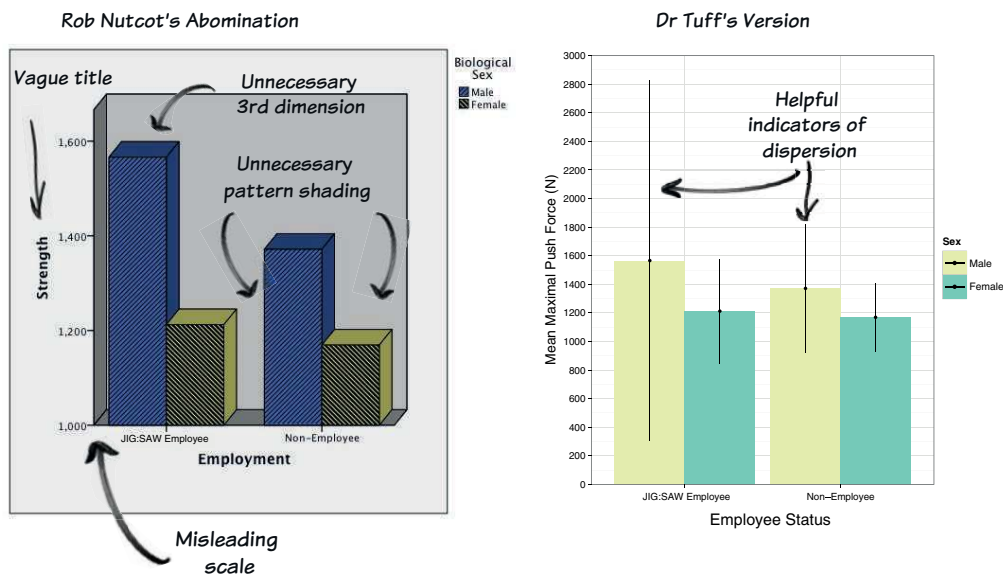 Rob Nutcot's Abomination
Vague title
Unnecessary
3rd dimension
Unnecessary
pattern shading
Biological
Sex
Male
Female
1,600
1,400
1,200
1,000
Strength
JIG:SAW Employee
Non-Employee
Employment
Misleading
scale
Dr Tuff's Version
3000
2800
2600
2400
2200
2000
1800
1600
1400
1200
1000
800
600
400
200
0
Mean Maximal Push Force (N)
Helpful
indicators of
dispersion
Sex
Male
Female
JIG:SAW Employee
Non–Employee
Employee Status